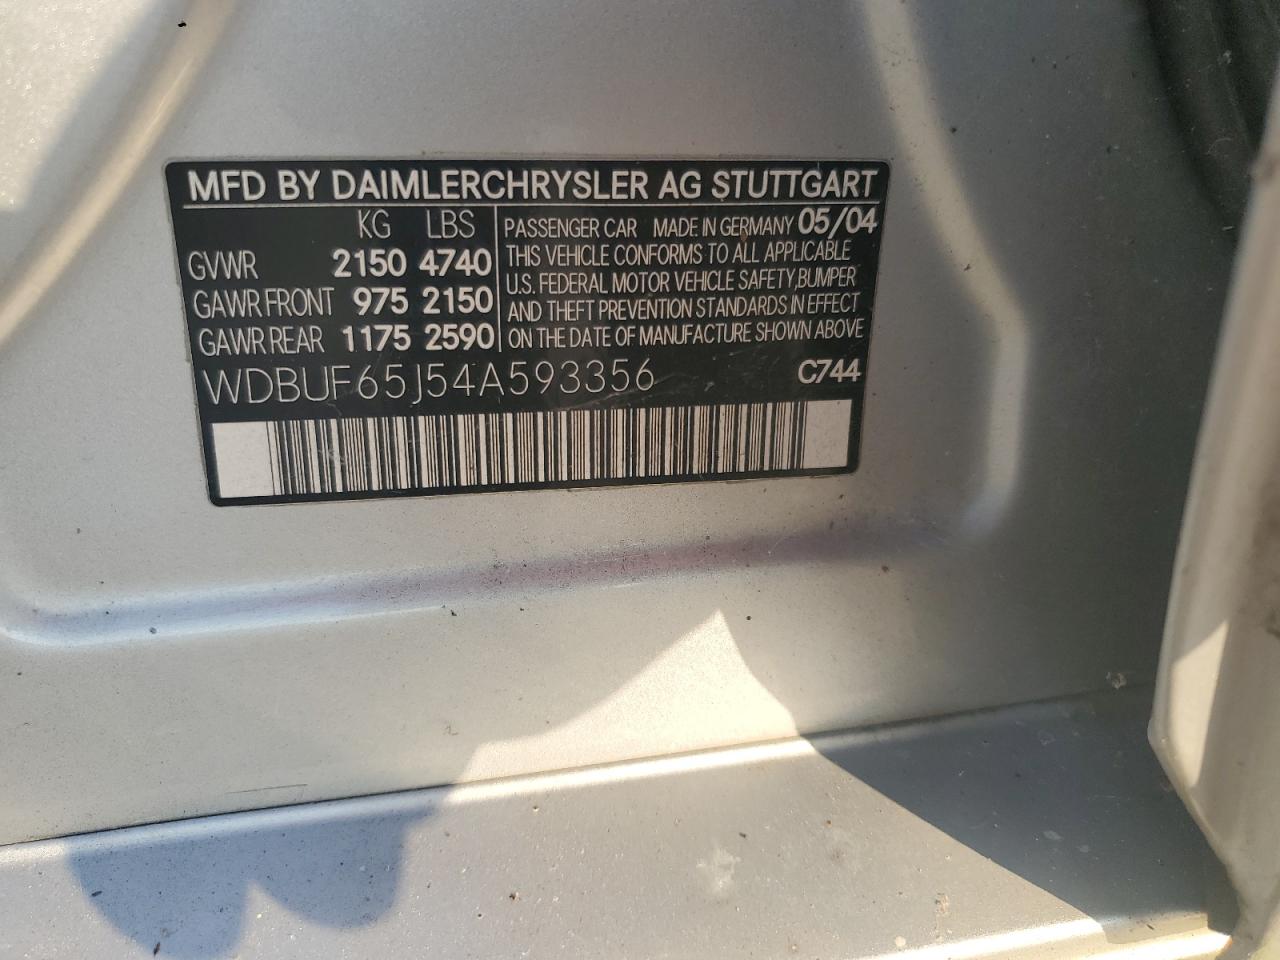 MFD BY DAIMLERCHRYSLER AG STUTTGART
KG LBS
GVWR 2150 4740
GAWR FRONT 975 2150
GAWR REAR 1175 2590
PASSENGER CAR MADE IN GERMANY 05/04
THIS VEHICLE CONFORMS TO ALL APPLICABLE
U.S. FEDERAL MOTOR VEHICLE SAFETY,BUMPER
AND THEFT PREVENTION STANDARDS IN EFFECT
ON THE DATE OF MANUFACTURE SHOWN ABOVE
WDBUF65J54A593356 C744